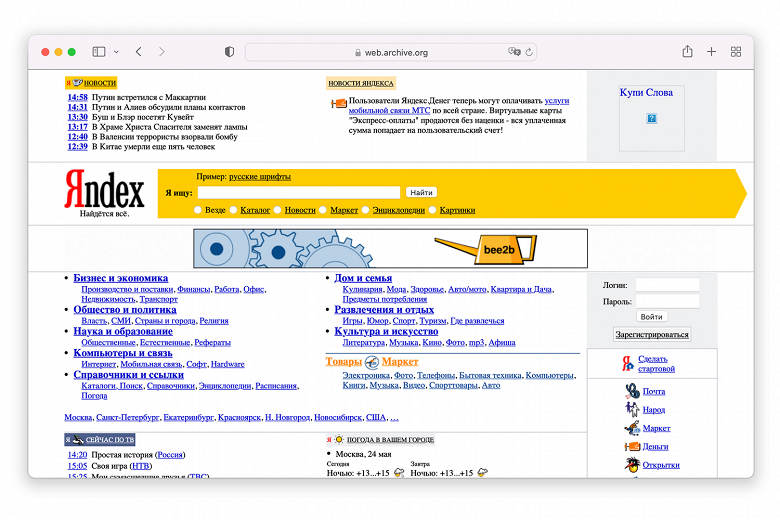 web.archive.org
Я НОВОСТИ
14:58 Путин встретился с Маккартни
14:31 Путин и Алиев обсудили планы контактов
13:30 Буш и Блэр посетят Кувейт
13:17 В Храме Христа Спасителя заменят лампы
12:40 В Валенсии террористы взорвали бомбу
12:39 В Китае умерли еще пять человек
НОВОСТИ ЯНДЕКСА
Пользователи Яндекс.Денег теперь могут оплачивать услуги
мобильной связи МТС по всей стране. Виртуальные карты
"Экспресс-оплаты" продаются без наценки - вся уплаченная
сумма попадает на пользовательский счет!
Купи Слова
?
Яndex
Найдётся всё.
Пример: русские шрифты
Я ищу:
Найти
Везде Каталог Новости Маркет Энциклопедии Картинки
bee2b
Бизнес и экономика
Производство и поставки, Финансы, Работа, Офис,
Недвижимость, Транспорт
Общество и политика
Власть, СМИ, Страны и города, Религия
Наука и образование
Общественные, Естественные, Рефераты
Компьютеры и связь
Интернет, Мобильная связь, Софт, Hardware
Справочники и ссылки
Каталоги, Поиск, Справочники, Энциклопедии, Расписания,
Погода
Дом и семья
Кулинария, Мода, Здоровье, Авто/мото, Квартира и Дача,
Предметы потребления
Развлечения и отдых
Игры, Юмор, Спорт, Туризм, Где развлечься
Культура и искусство
Литература, Музыка, Кино, Фото, mp3, Афиша
Товары Маркет
Электроника, Фото, Телефоны, Бытовая техника, Компьютеры,
Книги, Музыка, Видео, Спорттовары, Авто
Москва, Санкт-Петербург, Екатеринбург, Красноярск, Н. Новгород, Новосибирск, США, ...
Логин:
Пароль:
Войти
Зарегистрироваться
Я Сделать
стартовой
Почта
Народ
Маркет
Деньги
Открытки
Я СЕЙЧАС ПО ТВ
14:20 Простая история (Россия)
15:05 Своя игра (НТВ)
15:25 Мои сумасшедшие друзья (ТВС)
Я ПОГОДА В ВАШЕМ ГОРОДЕ
Москва, 24 мая
Сегодня Завтра
Ночью: +13...+15 Ночью: +13...+15